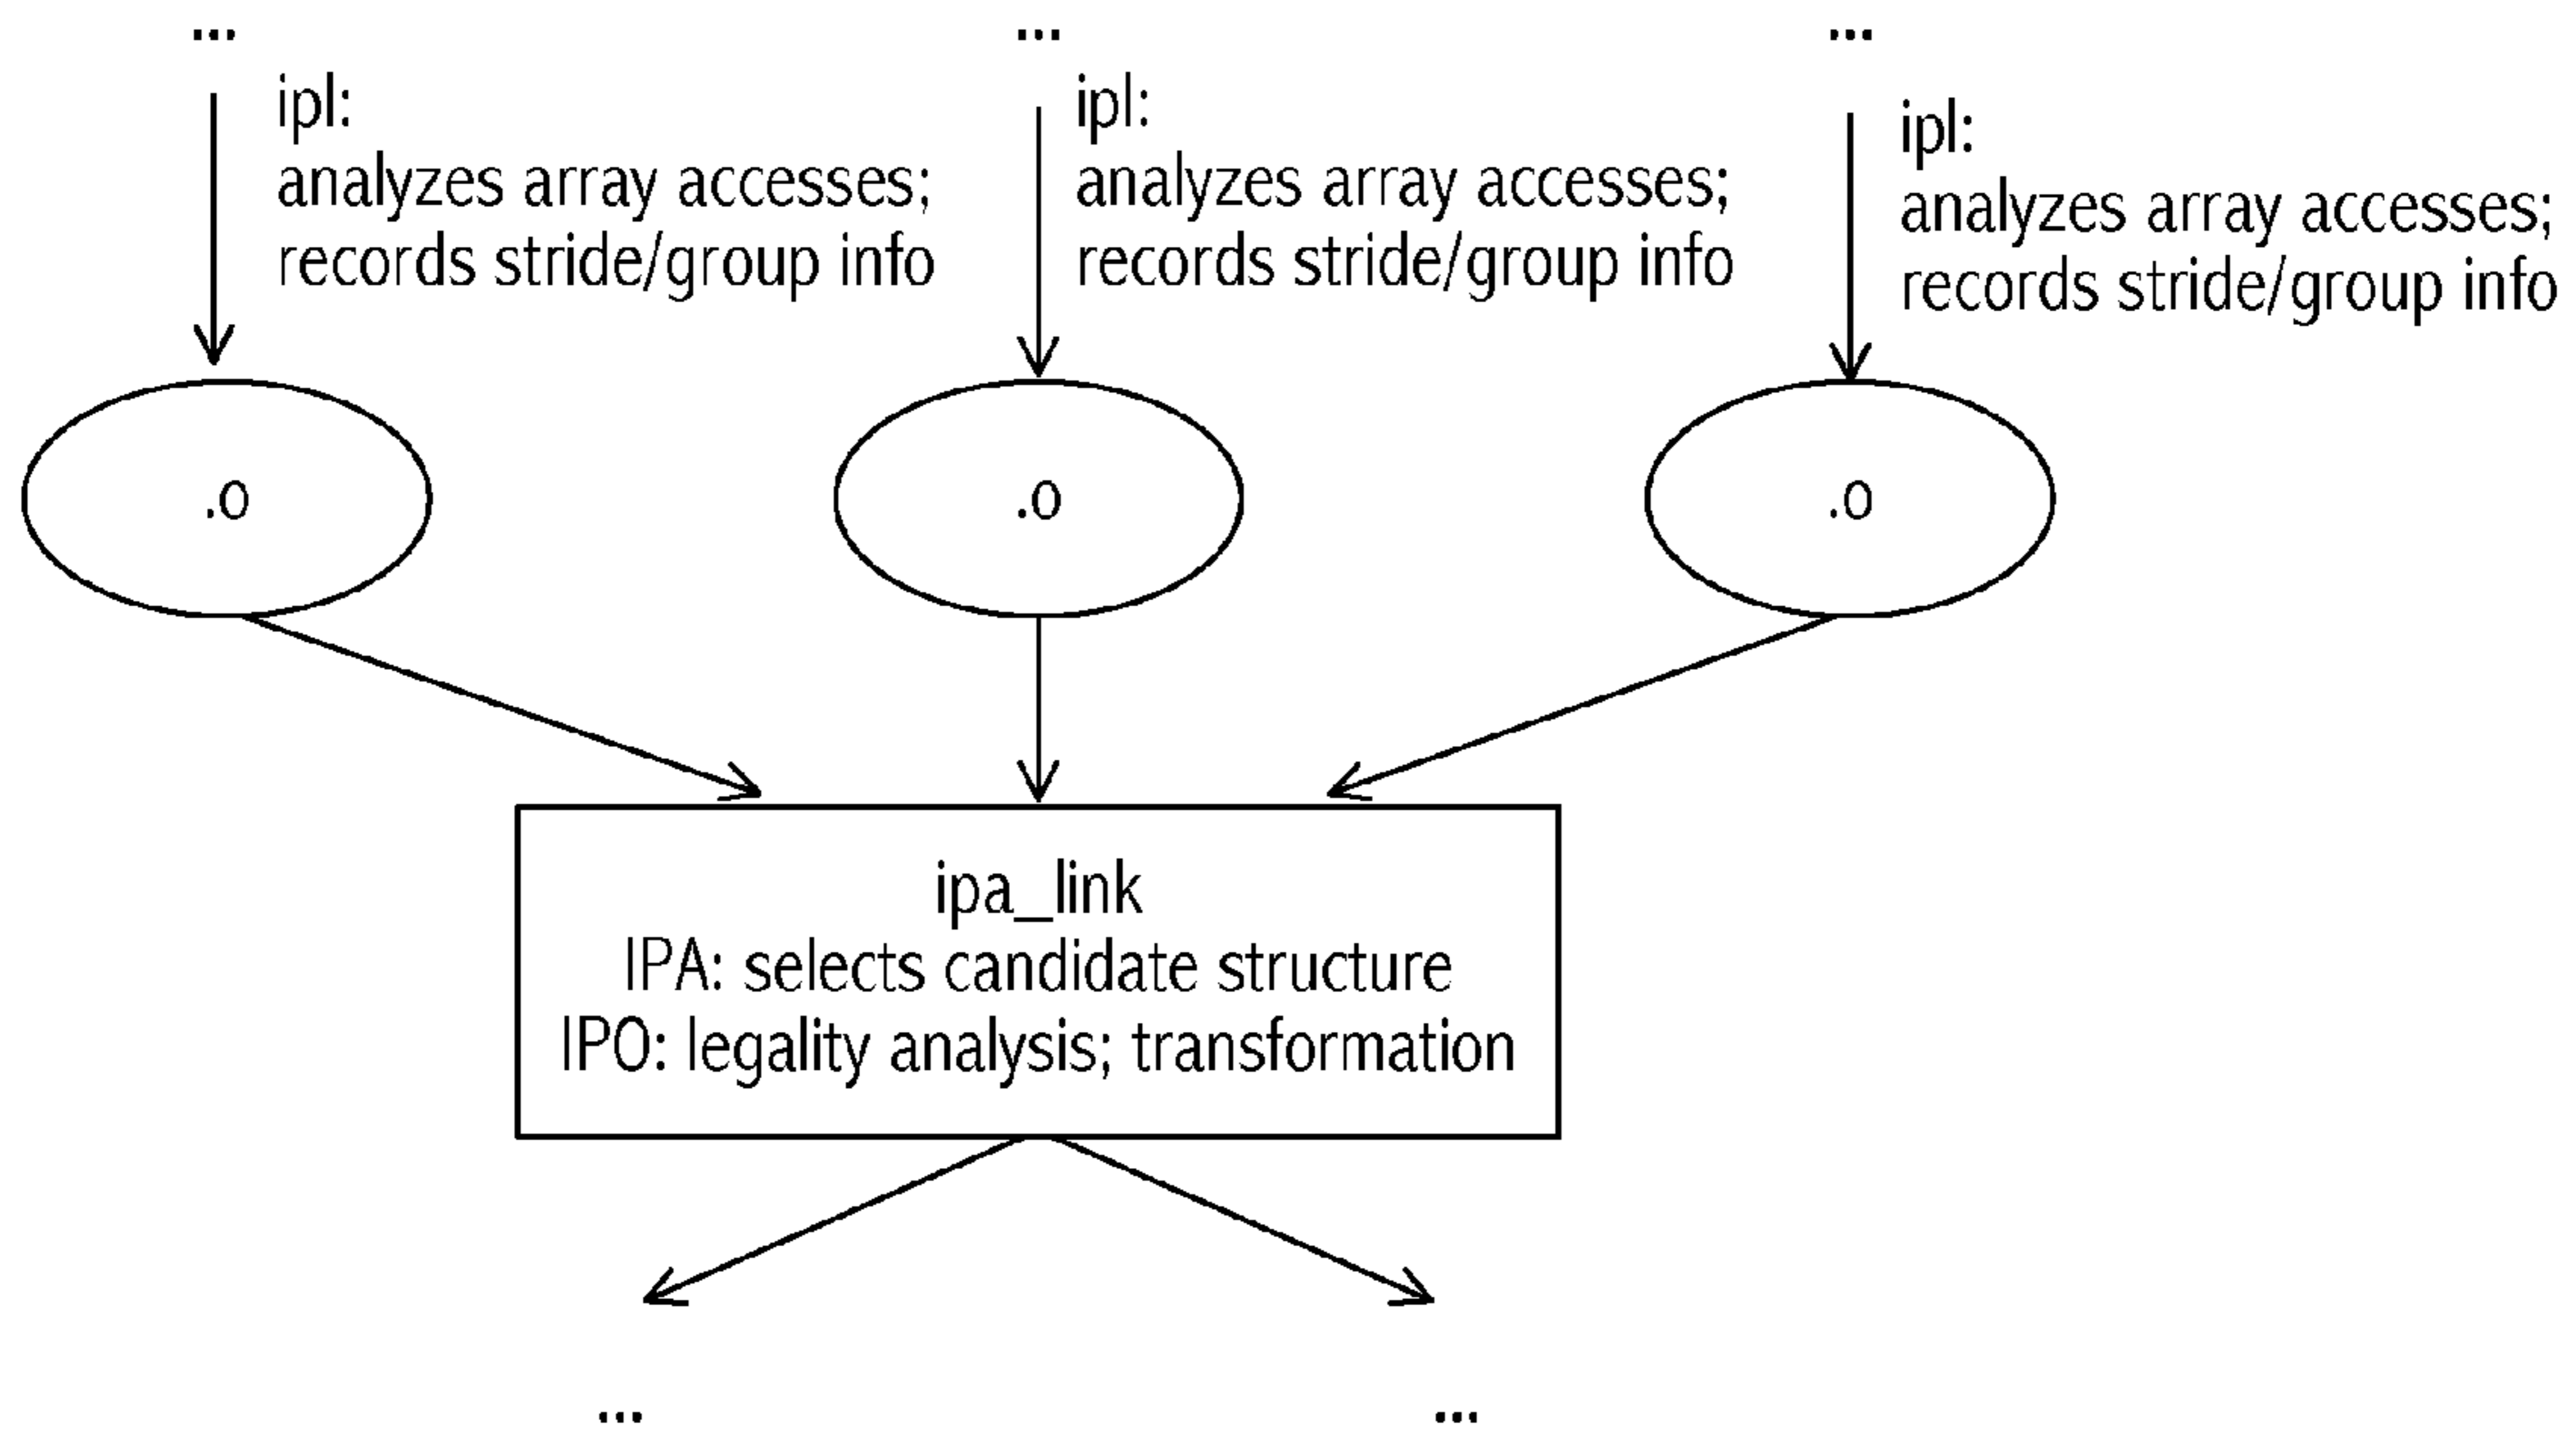 ... ... ...
ipl:
analyzes array accesses;
records stride/group info
ipl:
analyzes array accesses;
records stride/group info
ipl:
analyzes array accesses;
records stride/group info
.o .o .o
ipa_link
IPA: selects candidate structure
IPO: legality analysis; transformation
... ...